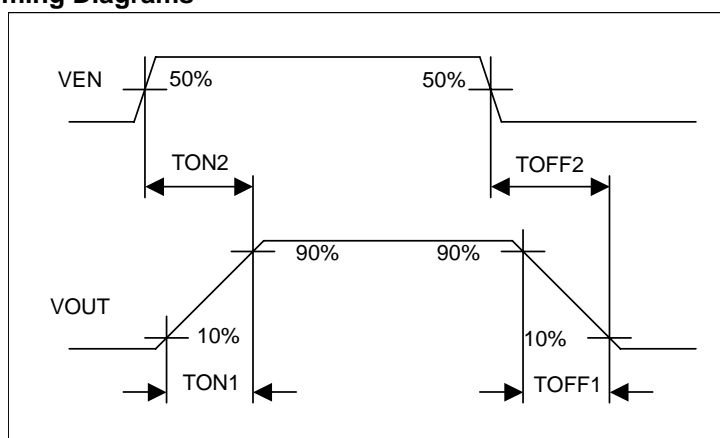 ming Diagrams
VEN
50%
50%
TON2
TOFF2
90%
90%
VOUT
10%
10%
TON1
TOFF1